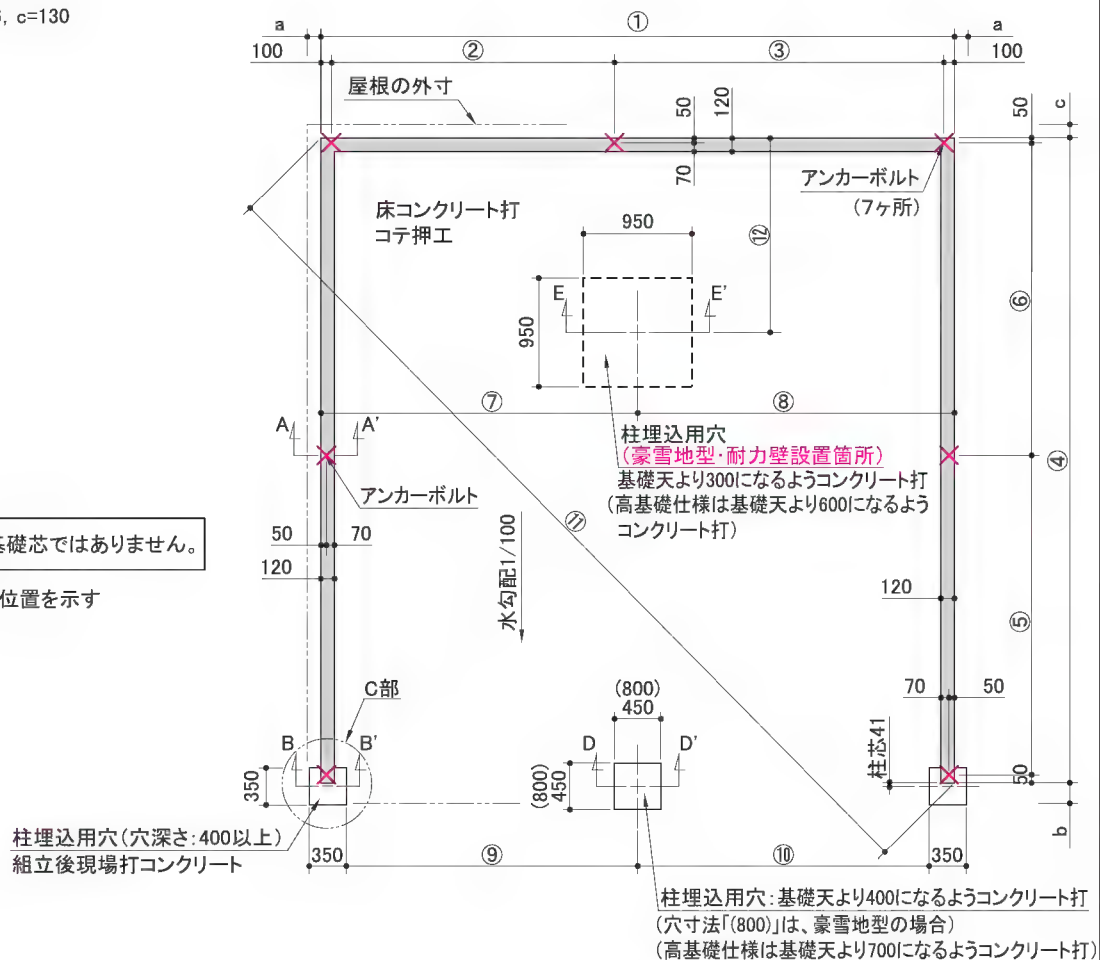 , c=130
a
①
a
100
②
③
100
屋根の外寸
50
120
50
c
70
アンカーボルト
(7ヶ所)
床コンクリート打
コテ押工
950
⑫
E
E'
⑥
950
⑦
⑧
A
A'
柱埋込用穴
(豪雪地型・耐力壁設置箇所)
基礎天より300になるようコンクリート打
(高基礎仕様は基礎天より600になるよう
コンクリート打)
④
アンカーボルト
⑪
50
70
基礎芯ではありません。
120
位置を示す
水勾配1/100
120
⑤
C部
(800)
450
70
50
B
B'
D
D'
柱芯41
350
(800)
450
50
柱埋込用穴(穴深さ:400以上)
組立後現場打コンクリート
b
350
⑨
⑩
350
柱埋込用穴:基礎天より400になるようコンクリート打
(穴寸法「(800)」は、豪雪地型の場合)
(高基礎仕様は基礎天より700になるようコンクリート打)